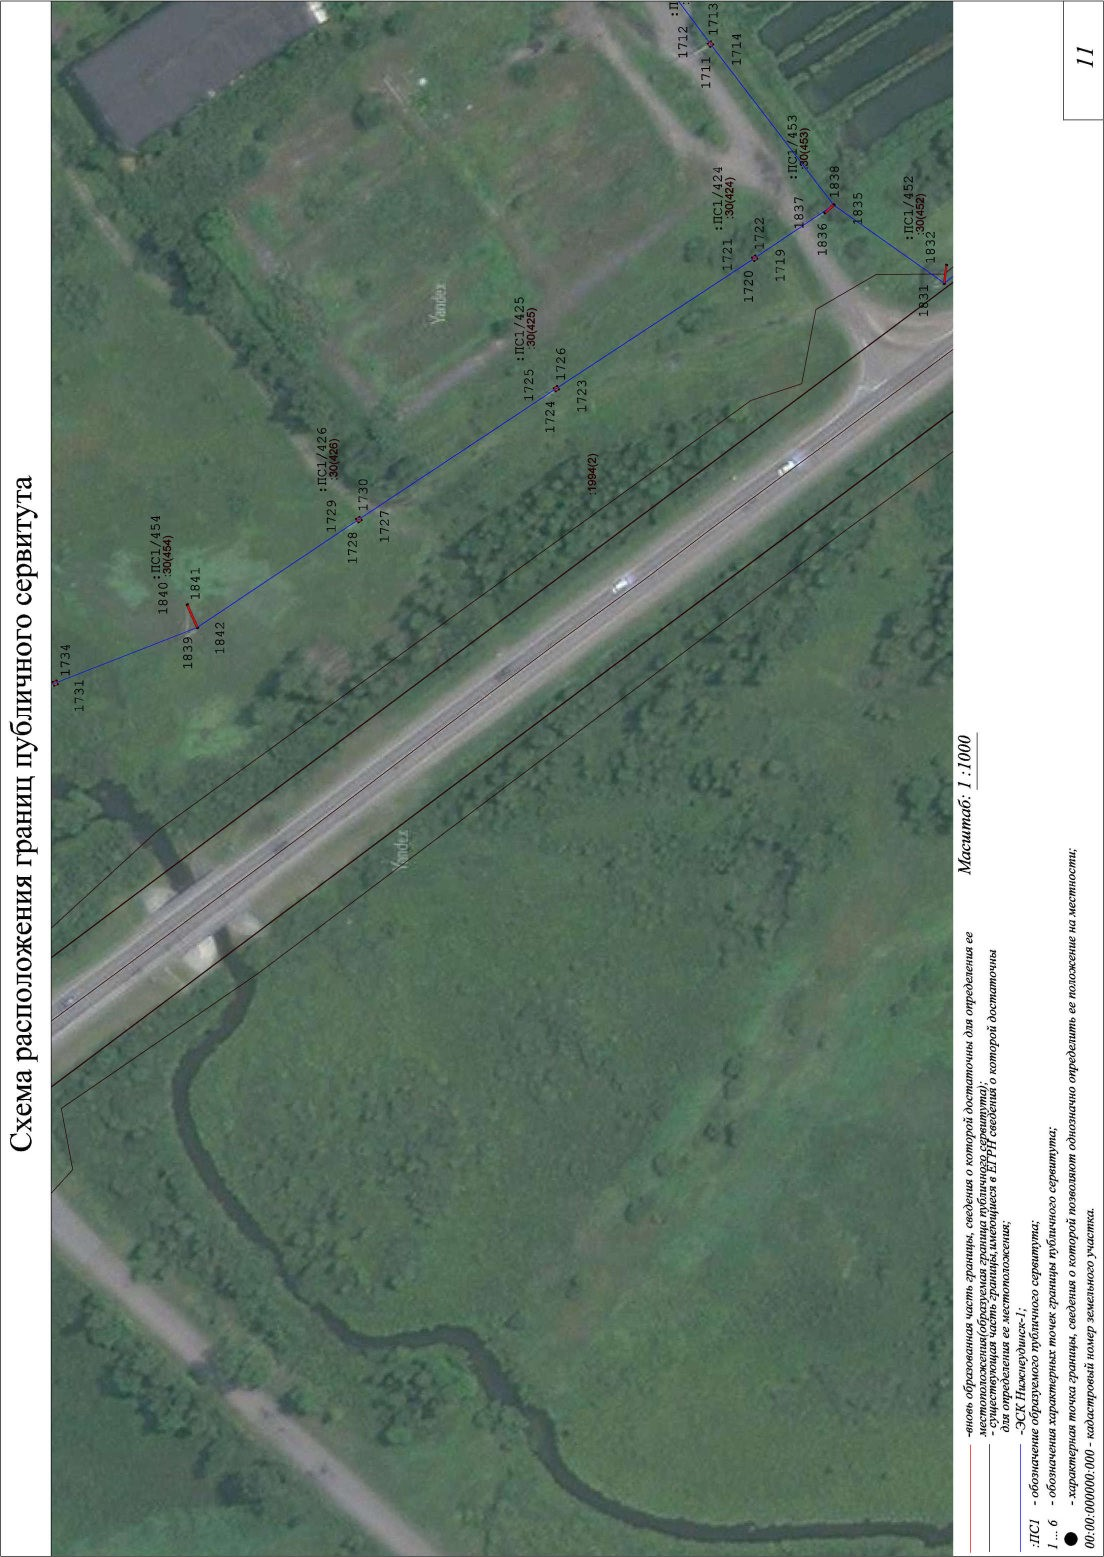 Схема расположения границ публичного сервитута
1731
1734
1840
:ПС1/454
:30(454)
1841
1839
1842
:ПС1/426
:30(426)
1729
1728
1730
1727
:ПС1/425
:30(425)
1725
1724
1726
1723
:1994(2)
Yandex
Yandex
:ПС1/424
:30(424)
1721
1720
1722
1719
1712
:П
1711
1713
1714
:ПС1/453
:30(453)
1837
1838
1836
1835
:ПС1/452
:30(452)
1832
1831
Масштаб: 1 :1000
-вновь образованная часть границы, сведения о которой достаточны для определения ее
местоположения(образуемая граница публичного сервитута);
- существующая часть границы,имеющиеся в ЕГРН сведения о которой достаточны
для определения ее местоположения;
-ЭСК Нижнеудинск-1;
:ПС1 - обозначение образуемого публичного сервитута;
1 ... 6 - обозначения характерных точек границы публичного сервитута;
- характерная точка границы, сведения о которой позволяют однозначно определить ее положение на местности;
00:00:000000:000 - кадастровый номер земельного участка.
11